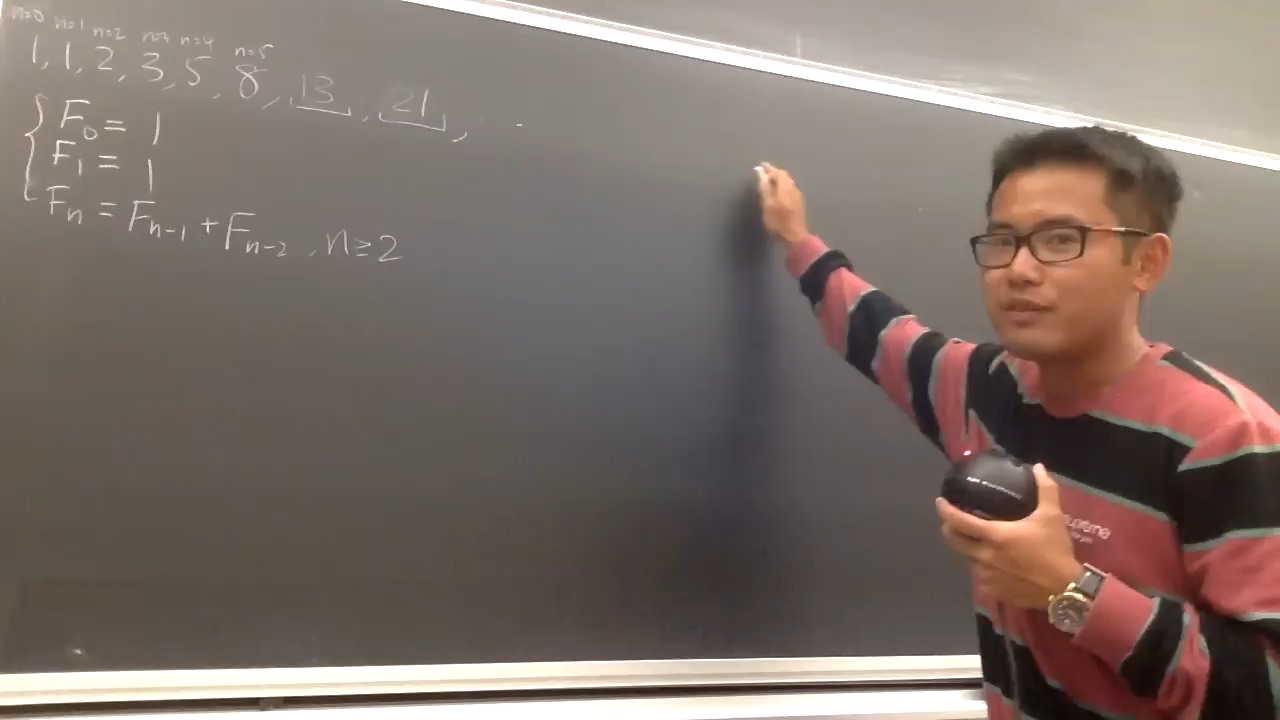 n=0 n=1 n=2 n=3 n=4 n=5
1, 1, 2, 3, 5, 8, 13, 21, ...
F₀ = 1
F₁ = 1
Fₙ = Fₙ₋₁ + Fₙ₋₂, n ≥ 2